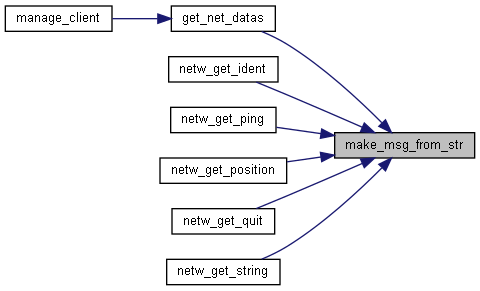 manage_client
get_net_datas
netw_get_ident
netw_get_ping
make_msg_from_str
netw_get_position
netw_get_quit
netw_get_string